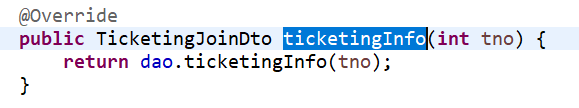 @Override
public TicketingJoinDto ticketingInfo(int tno) {
    return dao.ticketingInfo(tno);
}